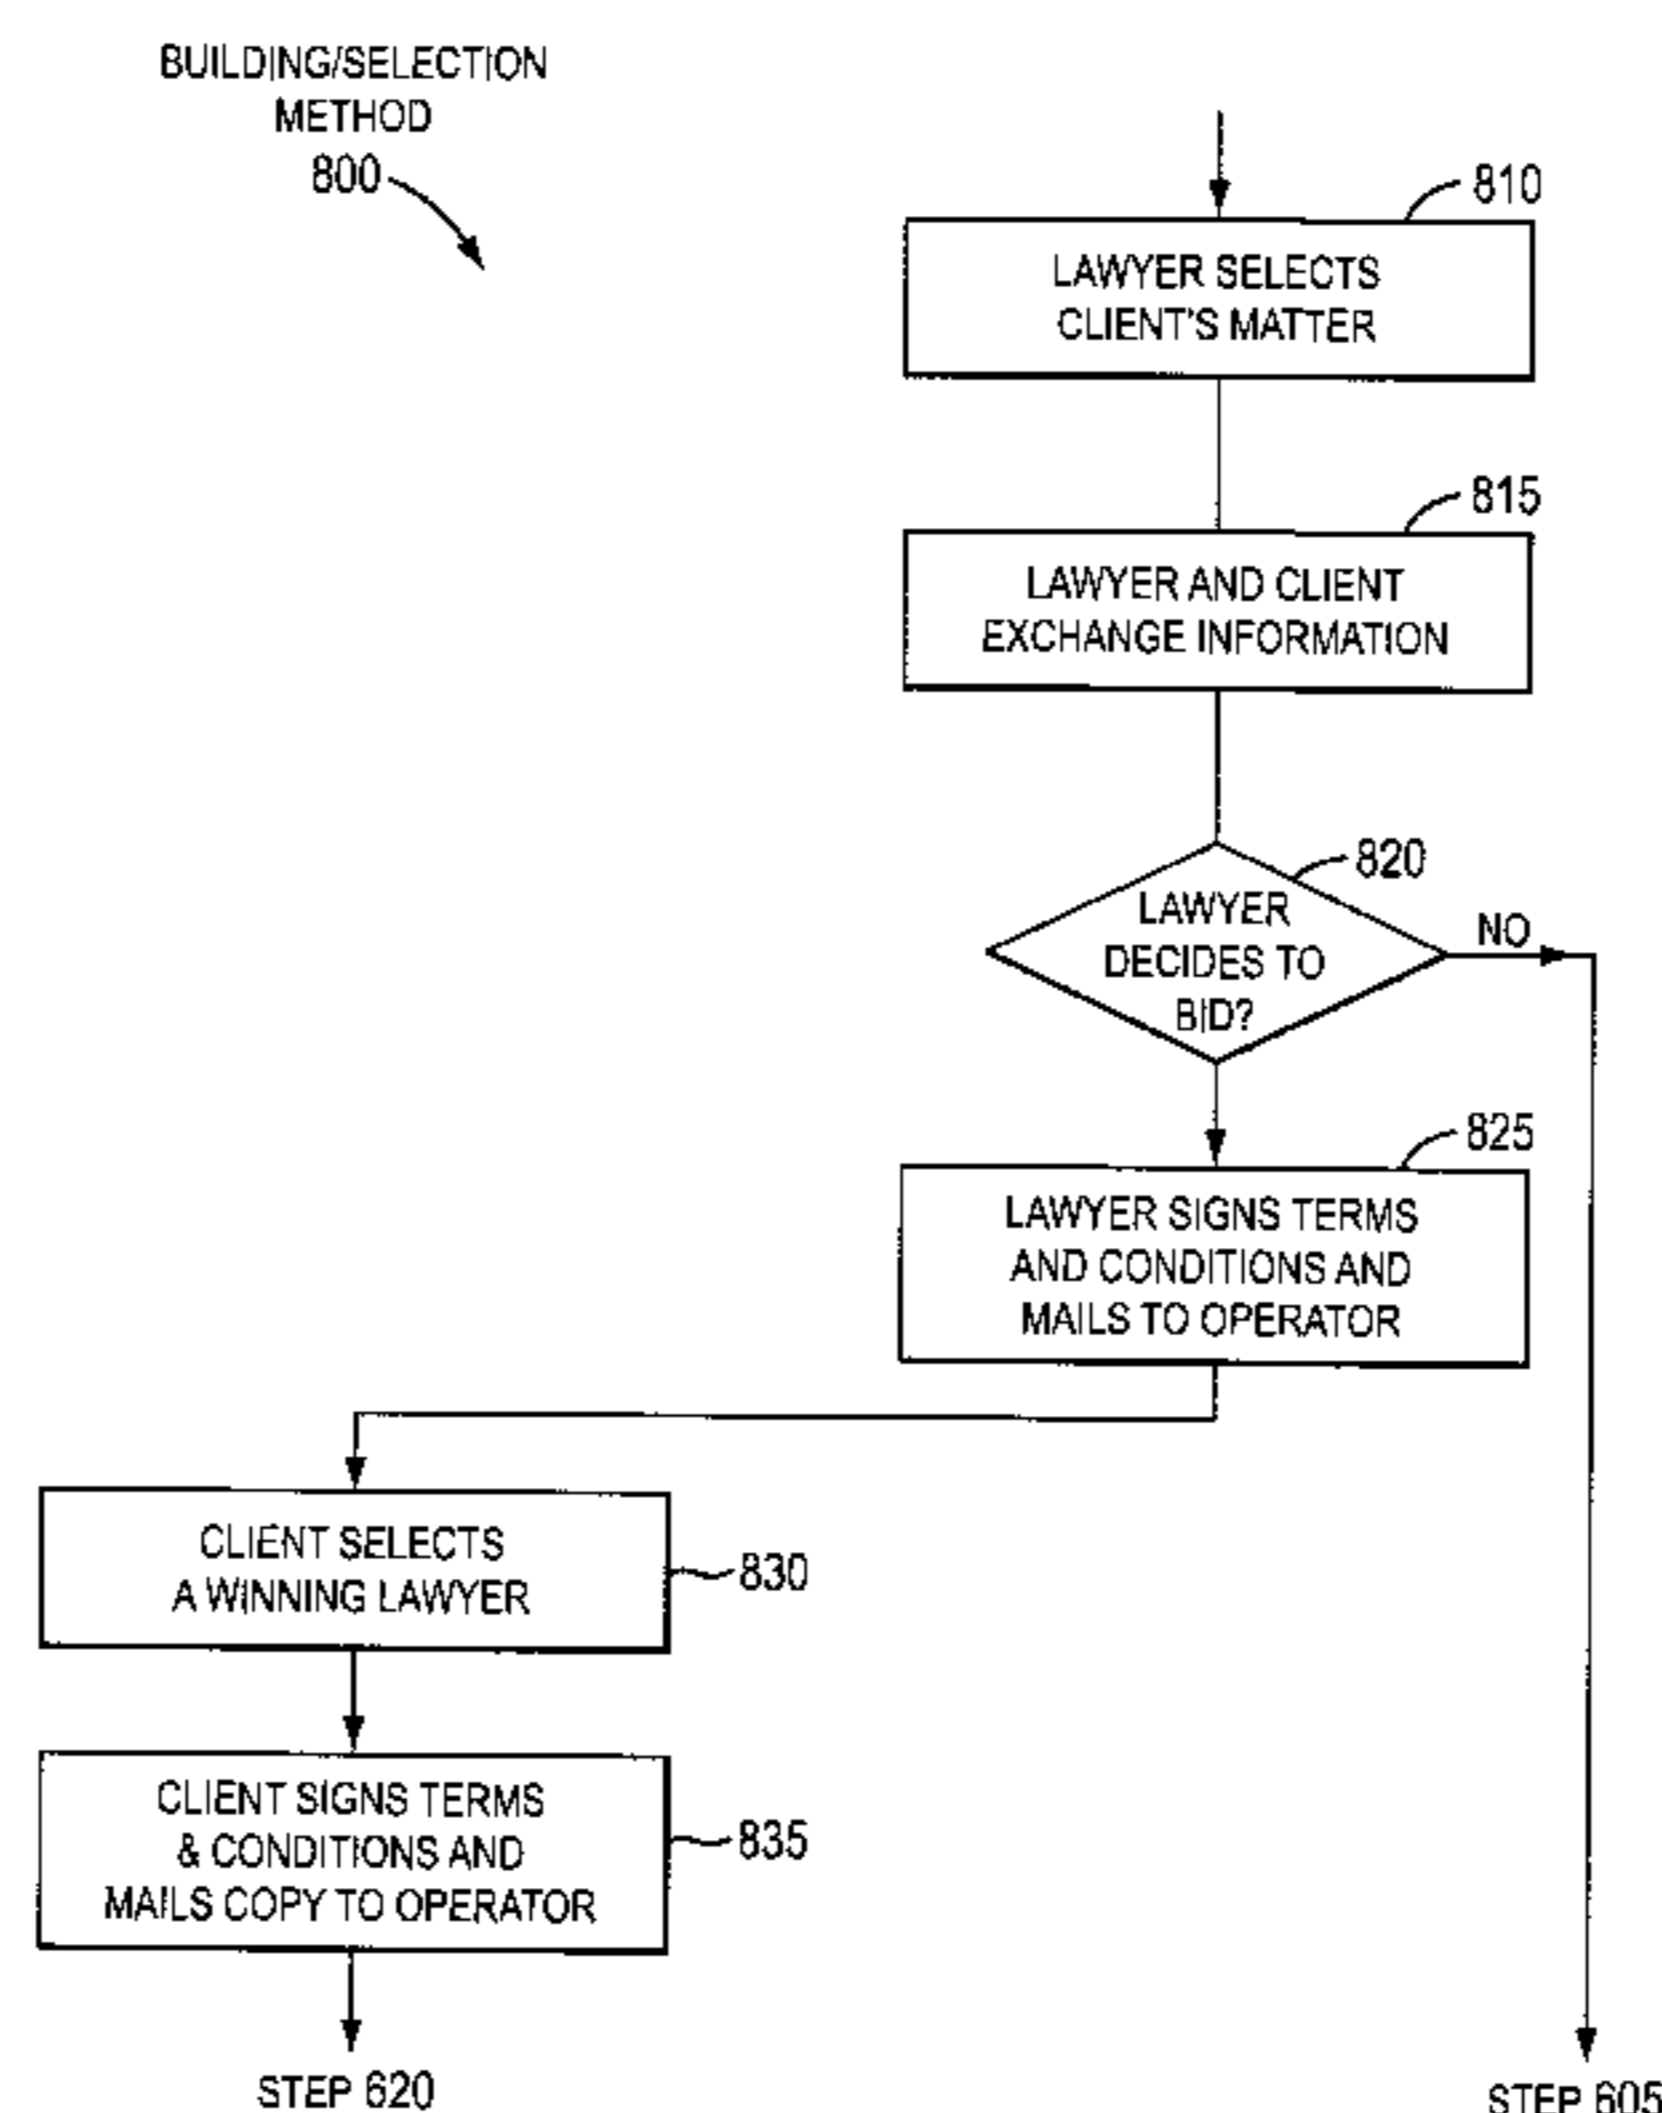 BUILDING/SELECTION
METHOD
800
810
LAWYER SELECTS
CLIENT'S MATTER
815
LAWYER AND CLIENT
EXCHANGE INFORMATION
820
LAWYER
DECIDES TO
BID?
NO
825
LAWYER SIGNS TERMS
AND CONDITIONS AND
MAILS TO OPERATOR
CLIENT SELECTS
A WINNING LAWYER
830
CLIENT SIGNS TERMS
& CONDITIONS AND
MAILS COPY TO OPERATOR
835
STEP 620
STEP 605